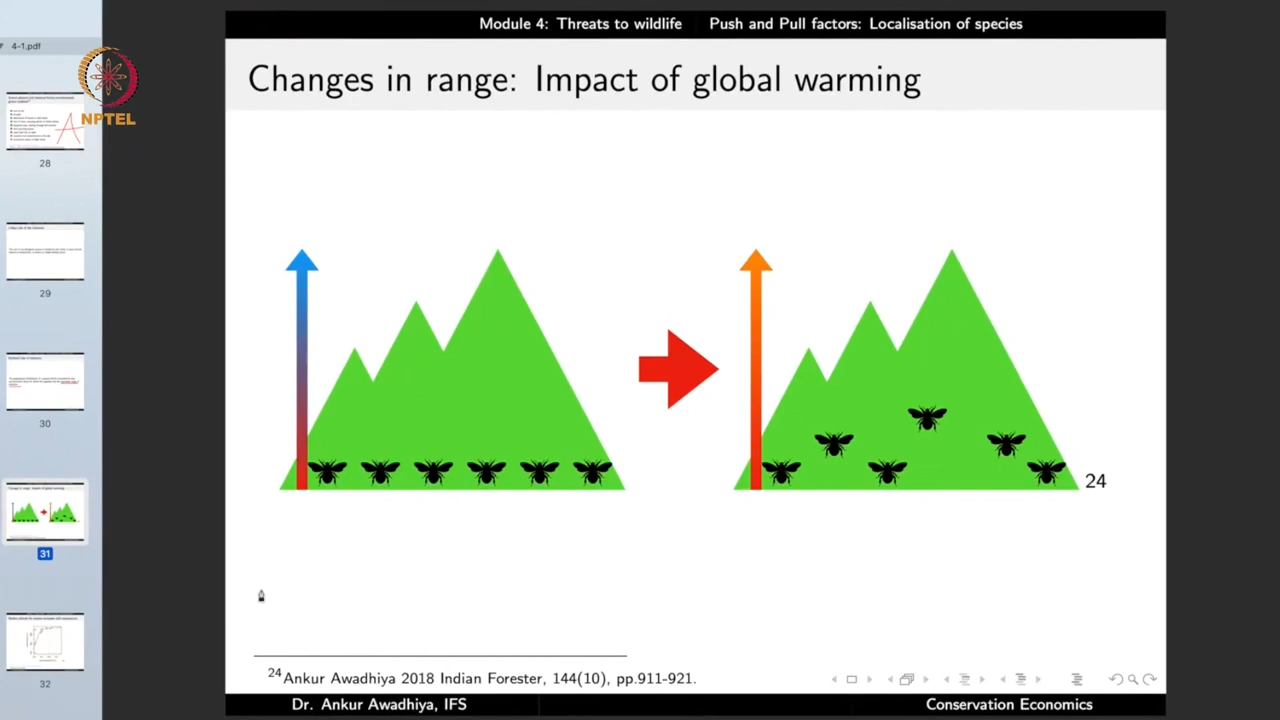 Module 4: Threats to wildlife Push and Pull factors: Localisation of species
4-1.pdf
Changes in range: Impact of global warming
NPTEL
28
29
30
31
32
24
24 Ankur Awadhiya 2018 Indian Forester, 144(10), pp.911-921.
Dr. Ankur Awadhiya, IFS Conservation Economics